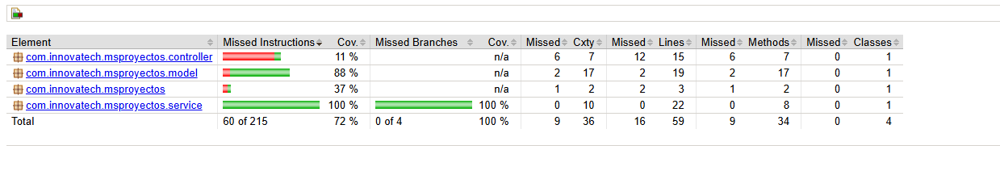 Element Missed Instructions Cov. Missed Branches Cov. Missed Cxty Missed Lines Missed Methods Missed Classes
com.innovatech.msproyectos.controller 11 % n/a 6 7 12 15 6 7 0 1
com.innovatech.msproyectos.model 88 % n/a 2 17 2 19 2 17 0 1
com.innovatech.msproyectos 37 % n/a 1 2 2 3 1 2 0 1
com.innovatech.msproyectos.service 100 % 100 % 0 10 0 22 0 8 0 1
Total 60 of 215 72 % 0 of 4 100 % 9 36 16 59 9 34 0 4